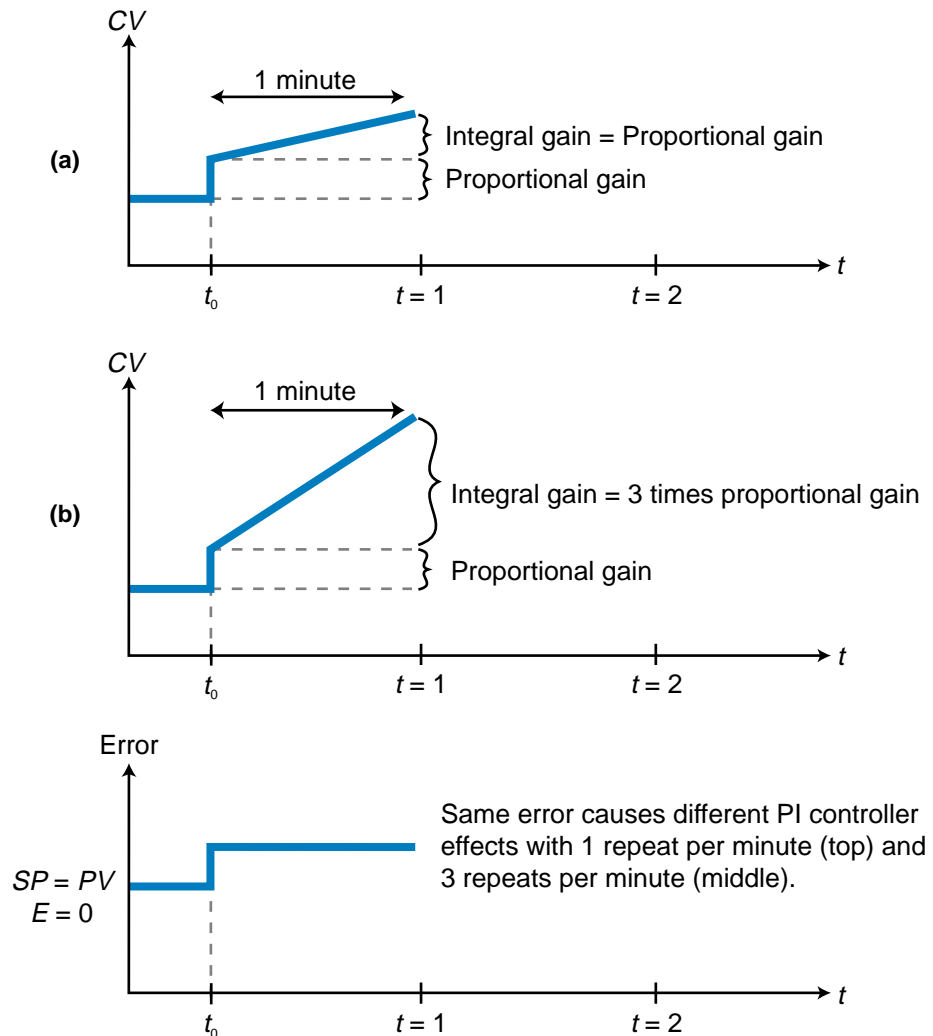 CV
1 minute
Integral gain = Proportional gain
(a)
Proportional gain
t
t0
t = 1
t = 2
CV
1 minute
Integral gain = 3 times proportional gain
(b)
Proportional gain
t
t0
t = 1
t = 2
Error
Same error causes different PI controller
effects with 1 repeat per minute (top) and
3 repeats per minute (middle).
SP = PV
E = 0
t
t0
t = 1
t = 2